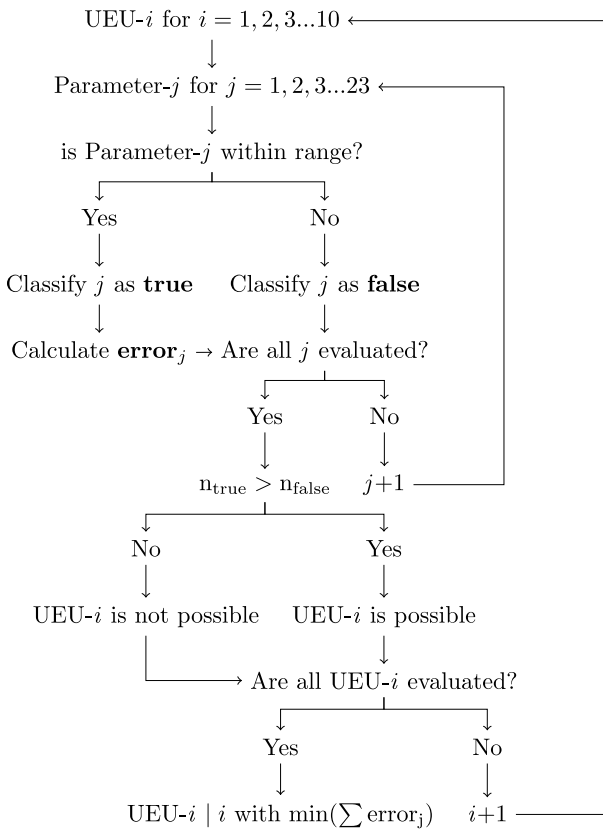 UEU-i for i = 1, 2, 3...10
Parameter-j for j = 1, 2, 3...23
is Parameter-j within range?
Yes No
Classify j as true Classify j as false
Calculate error_j → Are all j evaluated?
Yes No
n_true > n_false j+1
No Yes
UEU-i is not possible UEU-i is possible
Are all UEU-i evaluated?
Yes No
UEU-i | i with min(∑ error_j) i+1